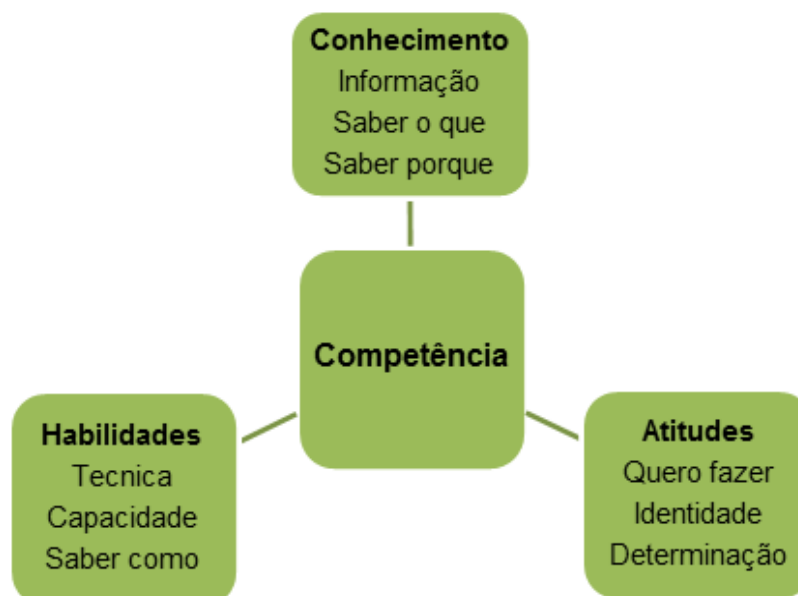 Conhecimento
Informação
Saber o que
Saber porque
Competência
Habilidades
Tecnica
Capacidade
Saber como
Atitudes
Quero fazer
Identidade
Determinação